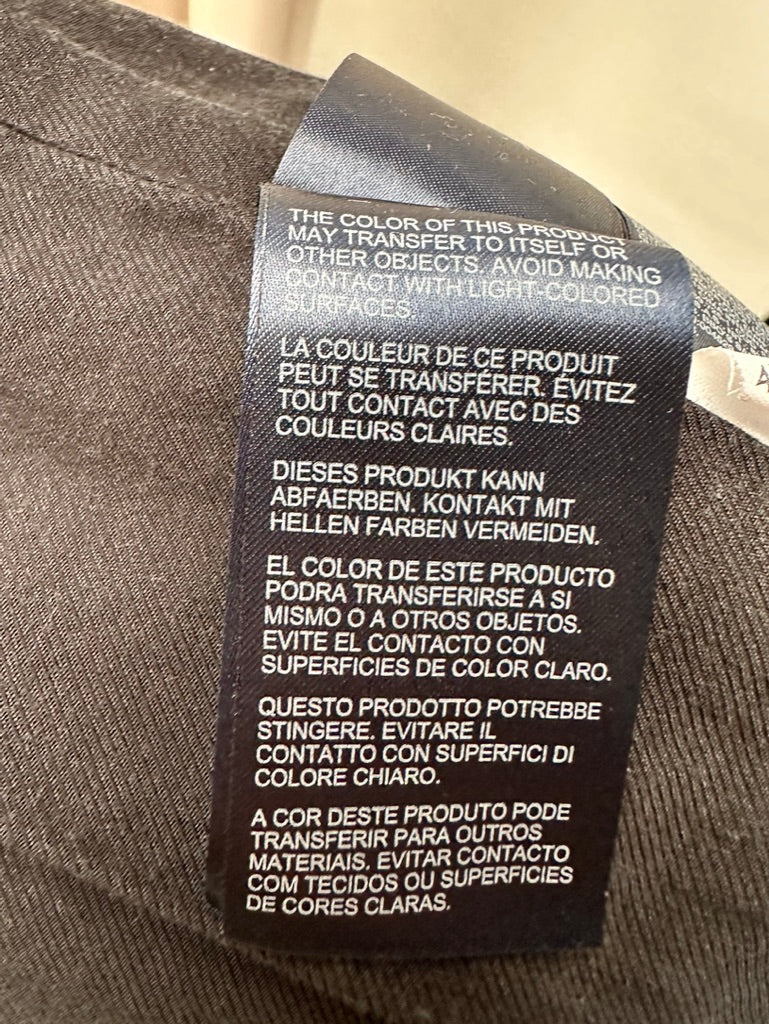 THE COLOR OF THIS PRODUCT
MAY TRANSFER TO ITSELF OR
OTHER OBJECTS. AVOID MAKING
CONTACT WITH LIGHT-COLORED
SURFACES.
LA COULEUR DE CE PRODUIT
PEUT SE TRANSFÉRER. ÉVITEZ
TOUT CONTACT AVEC DES
COULEURS CLAIRES.
DIESES PRODUKT KANN
ABFAERBEN. KONTAKT MIT
HELLEN FARBEN VERMEIDEN.
EL COLOR DE ESTE PRODUCTO
PODRA TRANSFERIRSE A SI
MISMO O A OTROS OBJETOS.
EVITE EL CONTACTO CON
SUPERFICIES DE COLOR CLARO.
QUESTO PRODOTTO POTREBBE
STINGERE. EVITARE IL
CONTATTO CON SUPERFICI DI
COLORE CHIARO.
A COR DESTE PRODUTO PODE
TRANSFERIR PARA OUTROS
MATERIAIS. EVITAR CONTACTO
COM TECIDOS OU SUPERFICIES
DE CORES CLARAS.